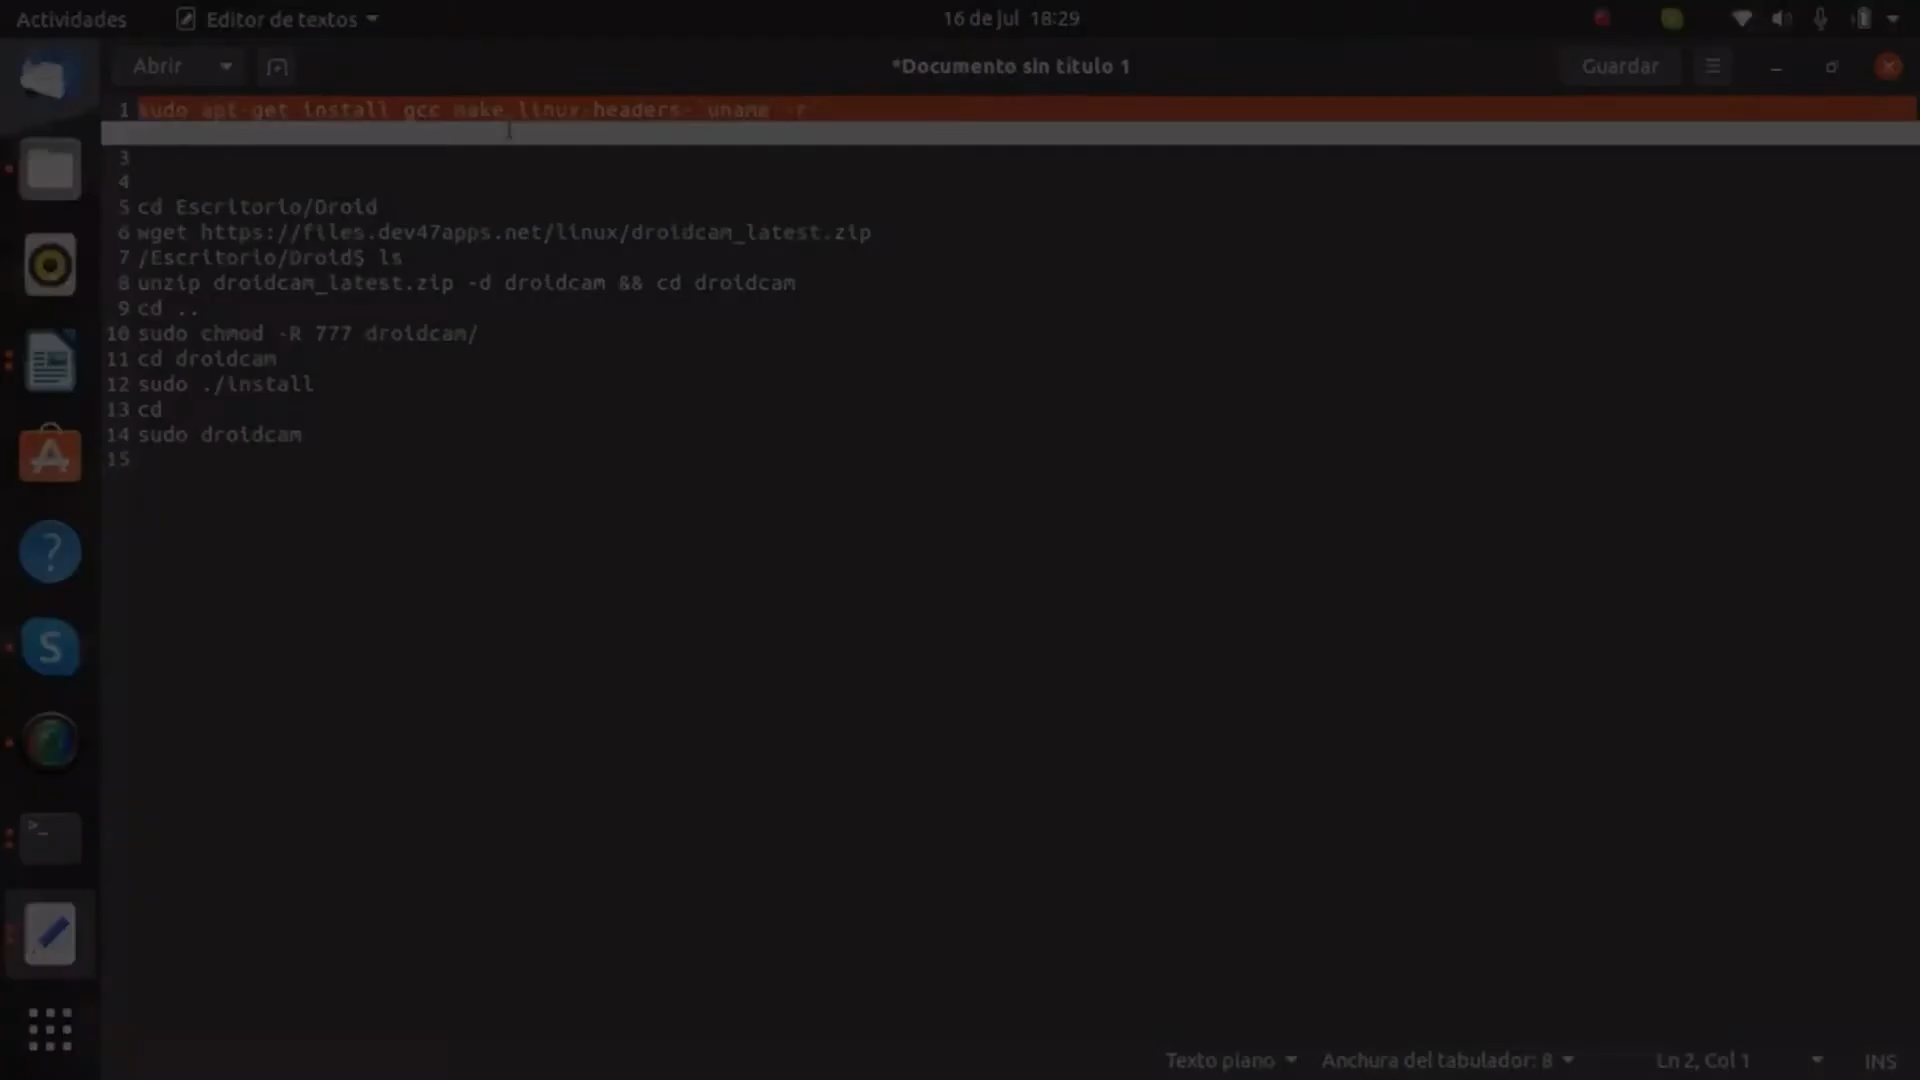 Actividades Editor de textos 16 de jul 18:29
Abrir *Documento sin título 1 Guardar
1 sudo apt-get install gcc make linux-headers-`uname -r`
3
4
5 cd Escritorio/Droid
6 wget https://files.dev47apps.net/linux/droidcam_latest.zip
7 /Escritorio/Droid$ ls
8 unzip droidcam_latest.zip -d droidcam && cd droidcam
9 cd ..
10 sudo chmod -R 777 droidcam/
11 cd droidcam
12 sudo ./install
13 cd
14 sudo droidcam
15
Texto plano Anchura del tabulador: 8 Ln 2, Col 1 INS